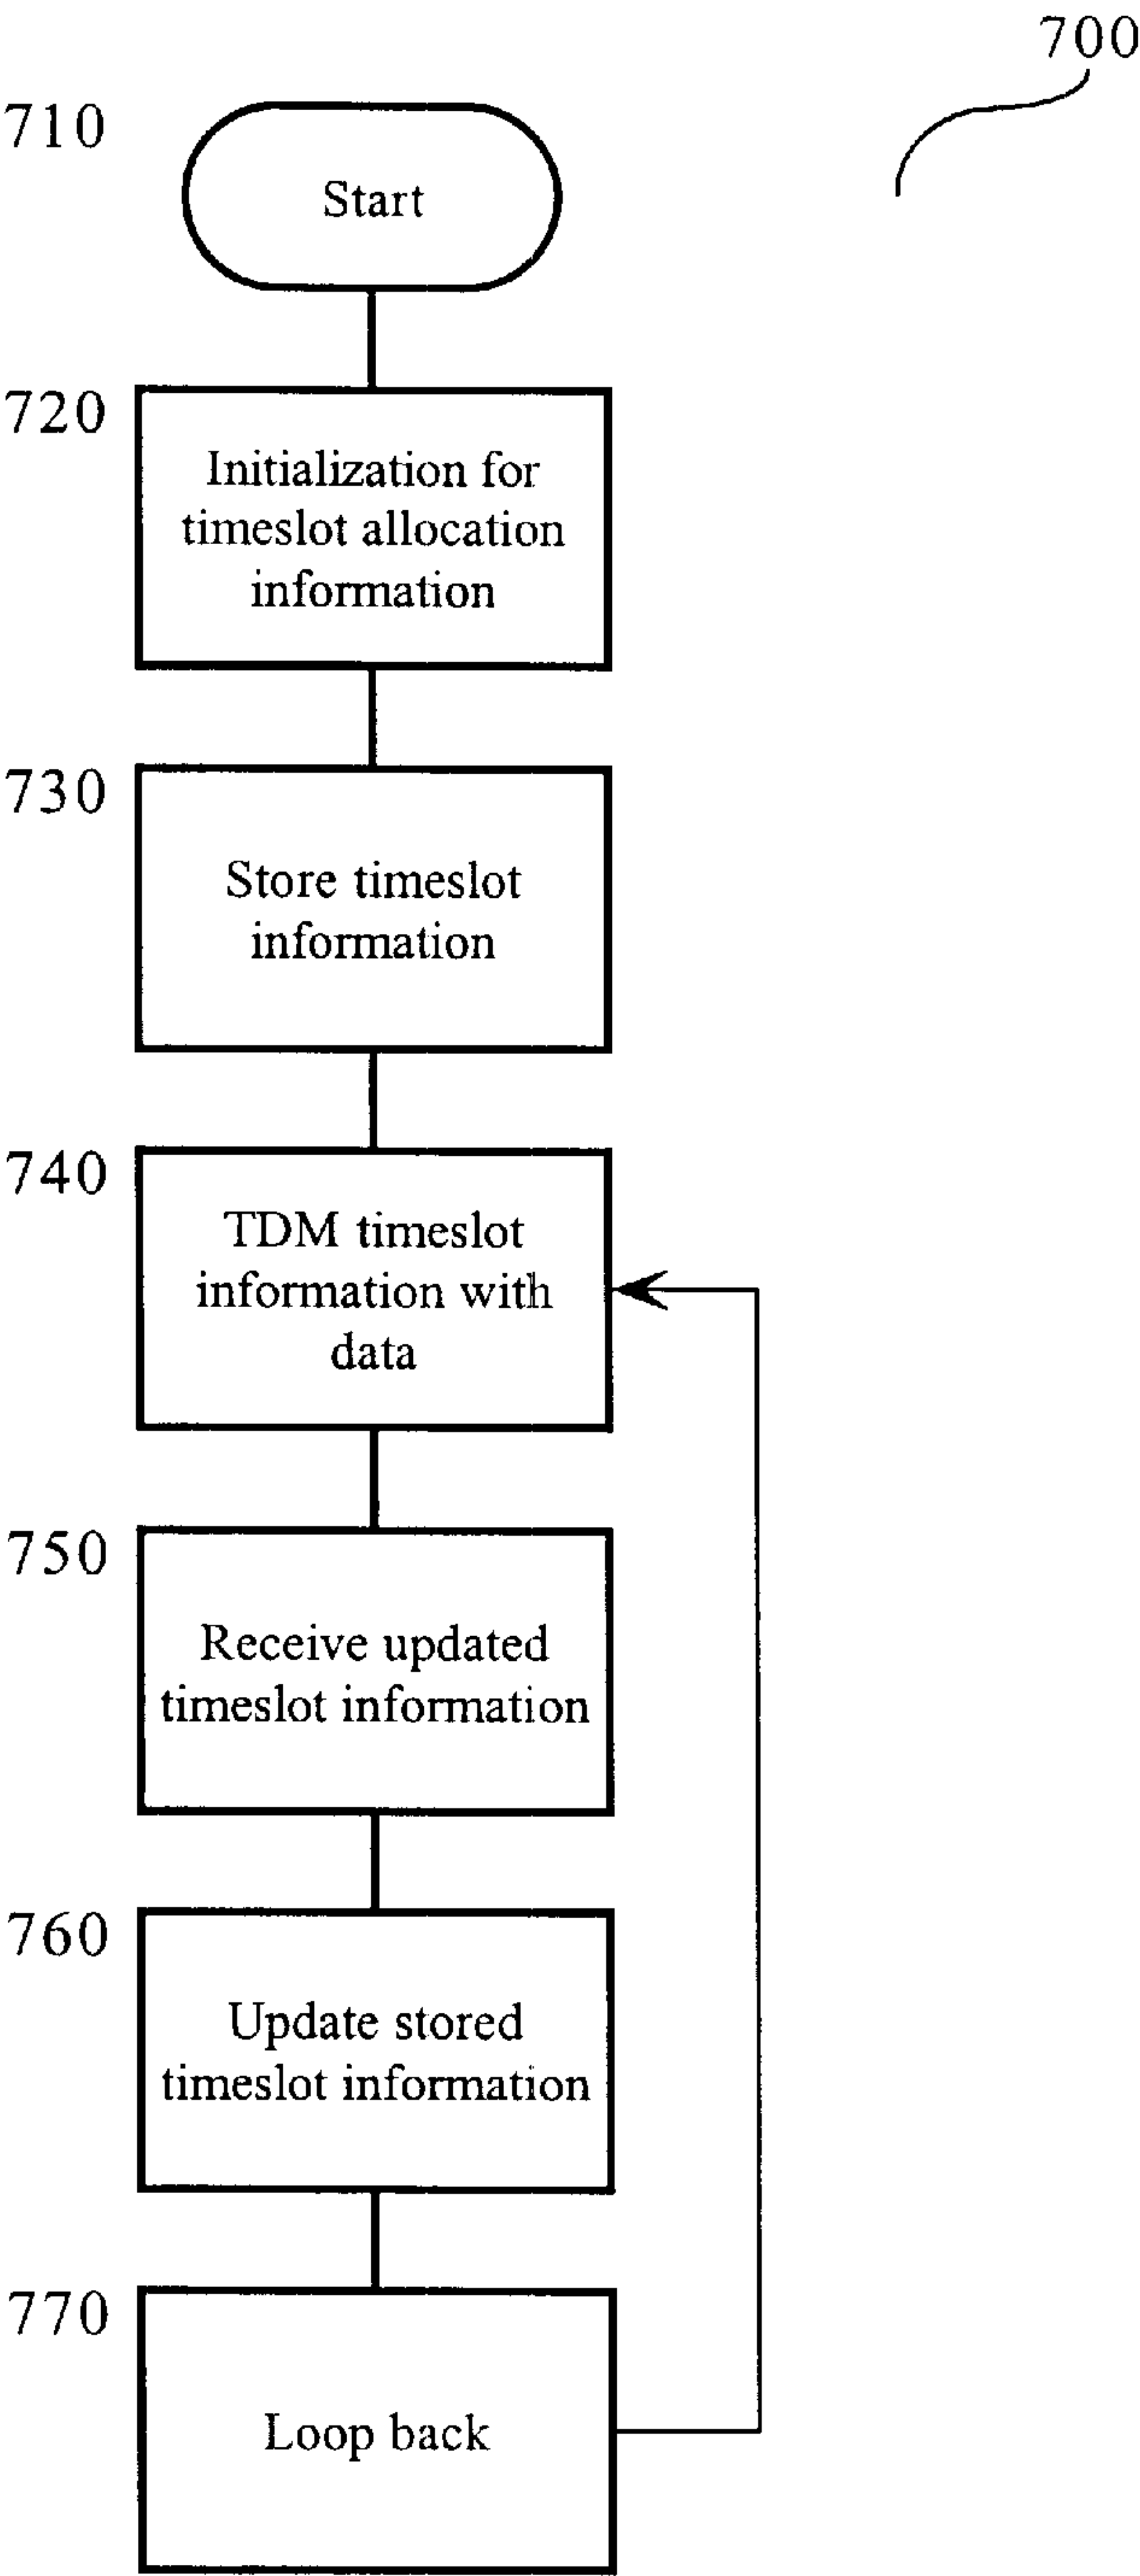 700
710
Start
720
Initialization for
timeslot allocation
information
730
Store timeslot
information
740
TDM timeslot
information with
data
750
Receive updated
timeslot information
760
Update stored
timeslot information
770
Loop back